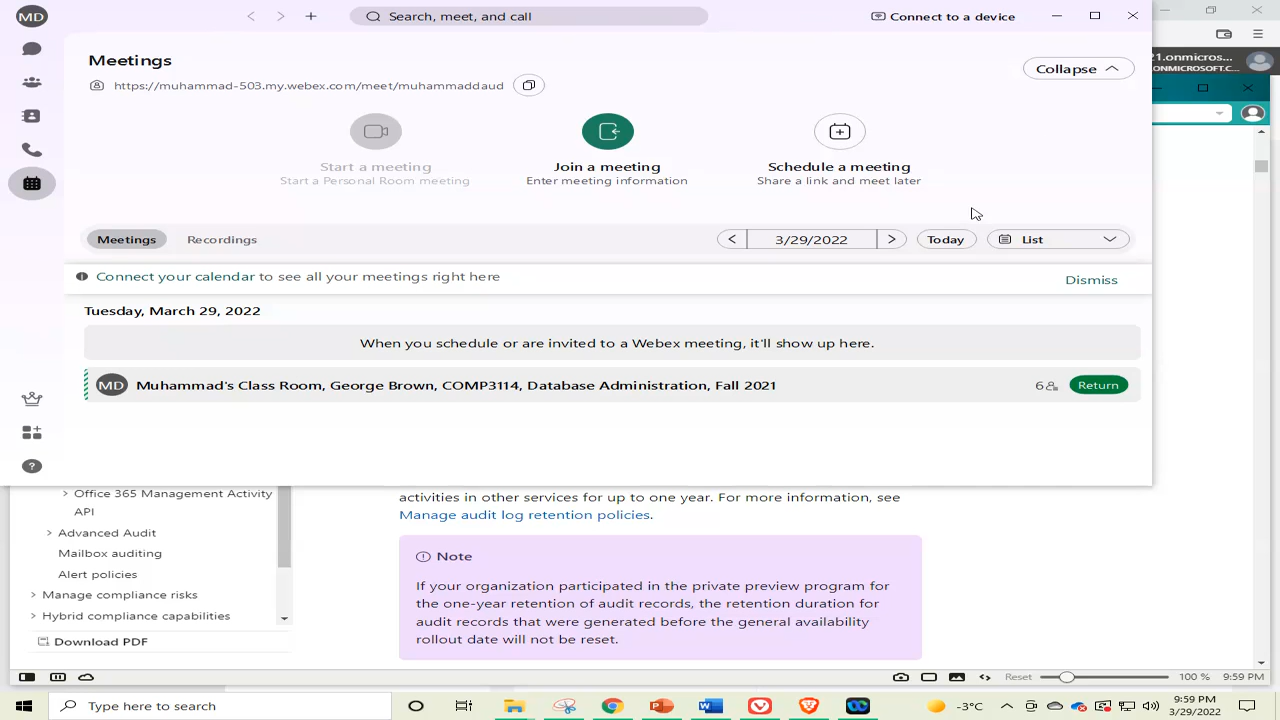 MD
Search, meet, and call
Connect to a device
Meetings
Collapse
https://muhammad-503.my.webex.com/meet/muhammaddaud
Start a meeting
Start a Personal Room meeting
Join a meeting
Enter meeting information
Schedule a meeting
Share a link and meet later
Meetings
Recordings
3/29/2022
Today
List
Connect your calendar to see all your meetings right here
Dismiss
Tuesday, March 29, 2022
When you schedule or are invited to a Webex meeting, it'll show up here.
MD
Muhammad's Class Room, George Brown, COMP3114, Database Administration, Fall 2021
6
Return
21.onmicros...
ONMICROSOFT.C...
Office 365 Management Activity
API
Advanced Audit
Mailbox auditing
Alert policies
Manage compliance risks
Hybrid compliance capabilities
Download PDF
activities in other services for up to one year. For more information, see
Manage audit log retention policies.
Note
If your organization participated in the private preview program for
the one-year retention of audit records, the retention duration for
audit records that were generated before the general availability
rollout date will not be reset.
Reset
100 %
9:59 PM
Type here to search
-3°C
9:59 PM
3/29/2022